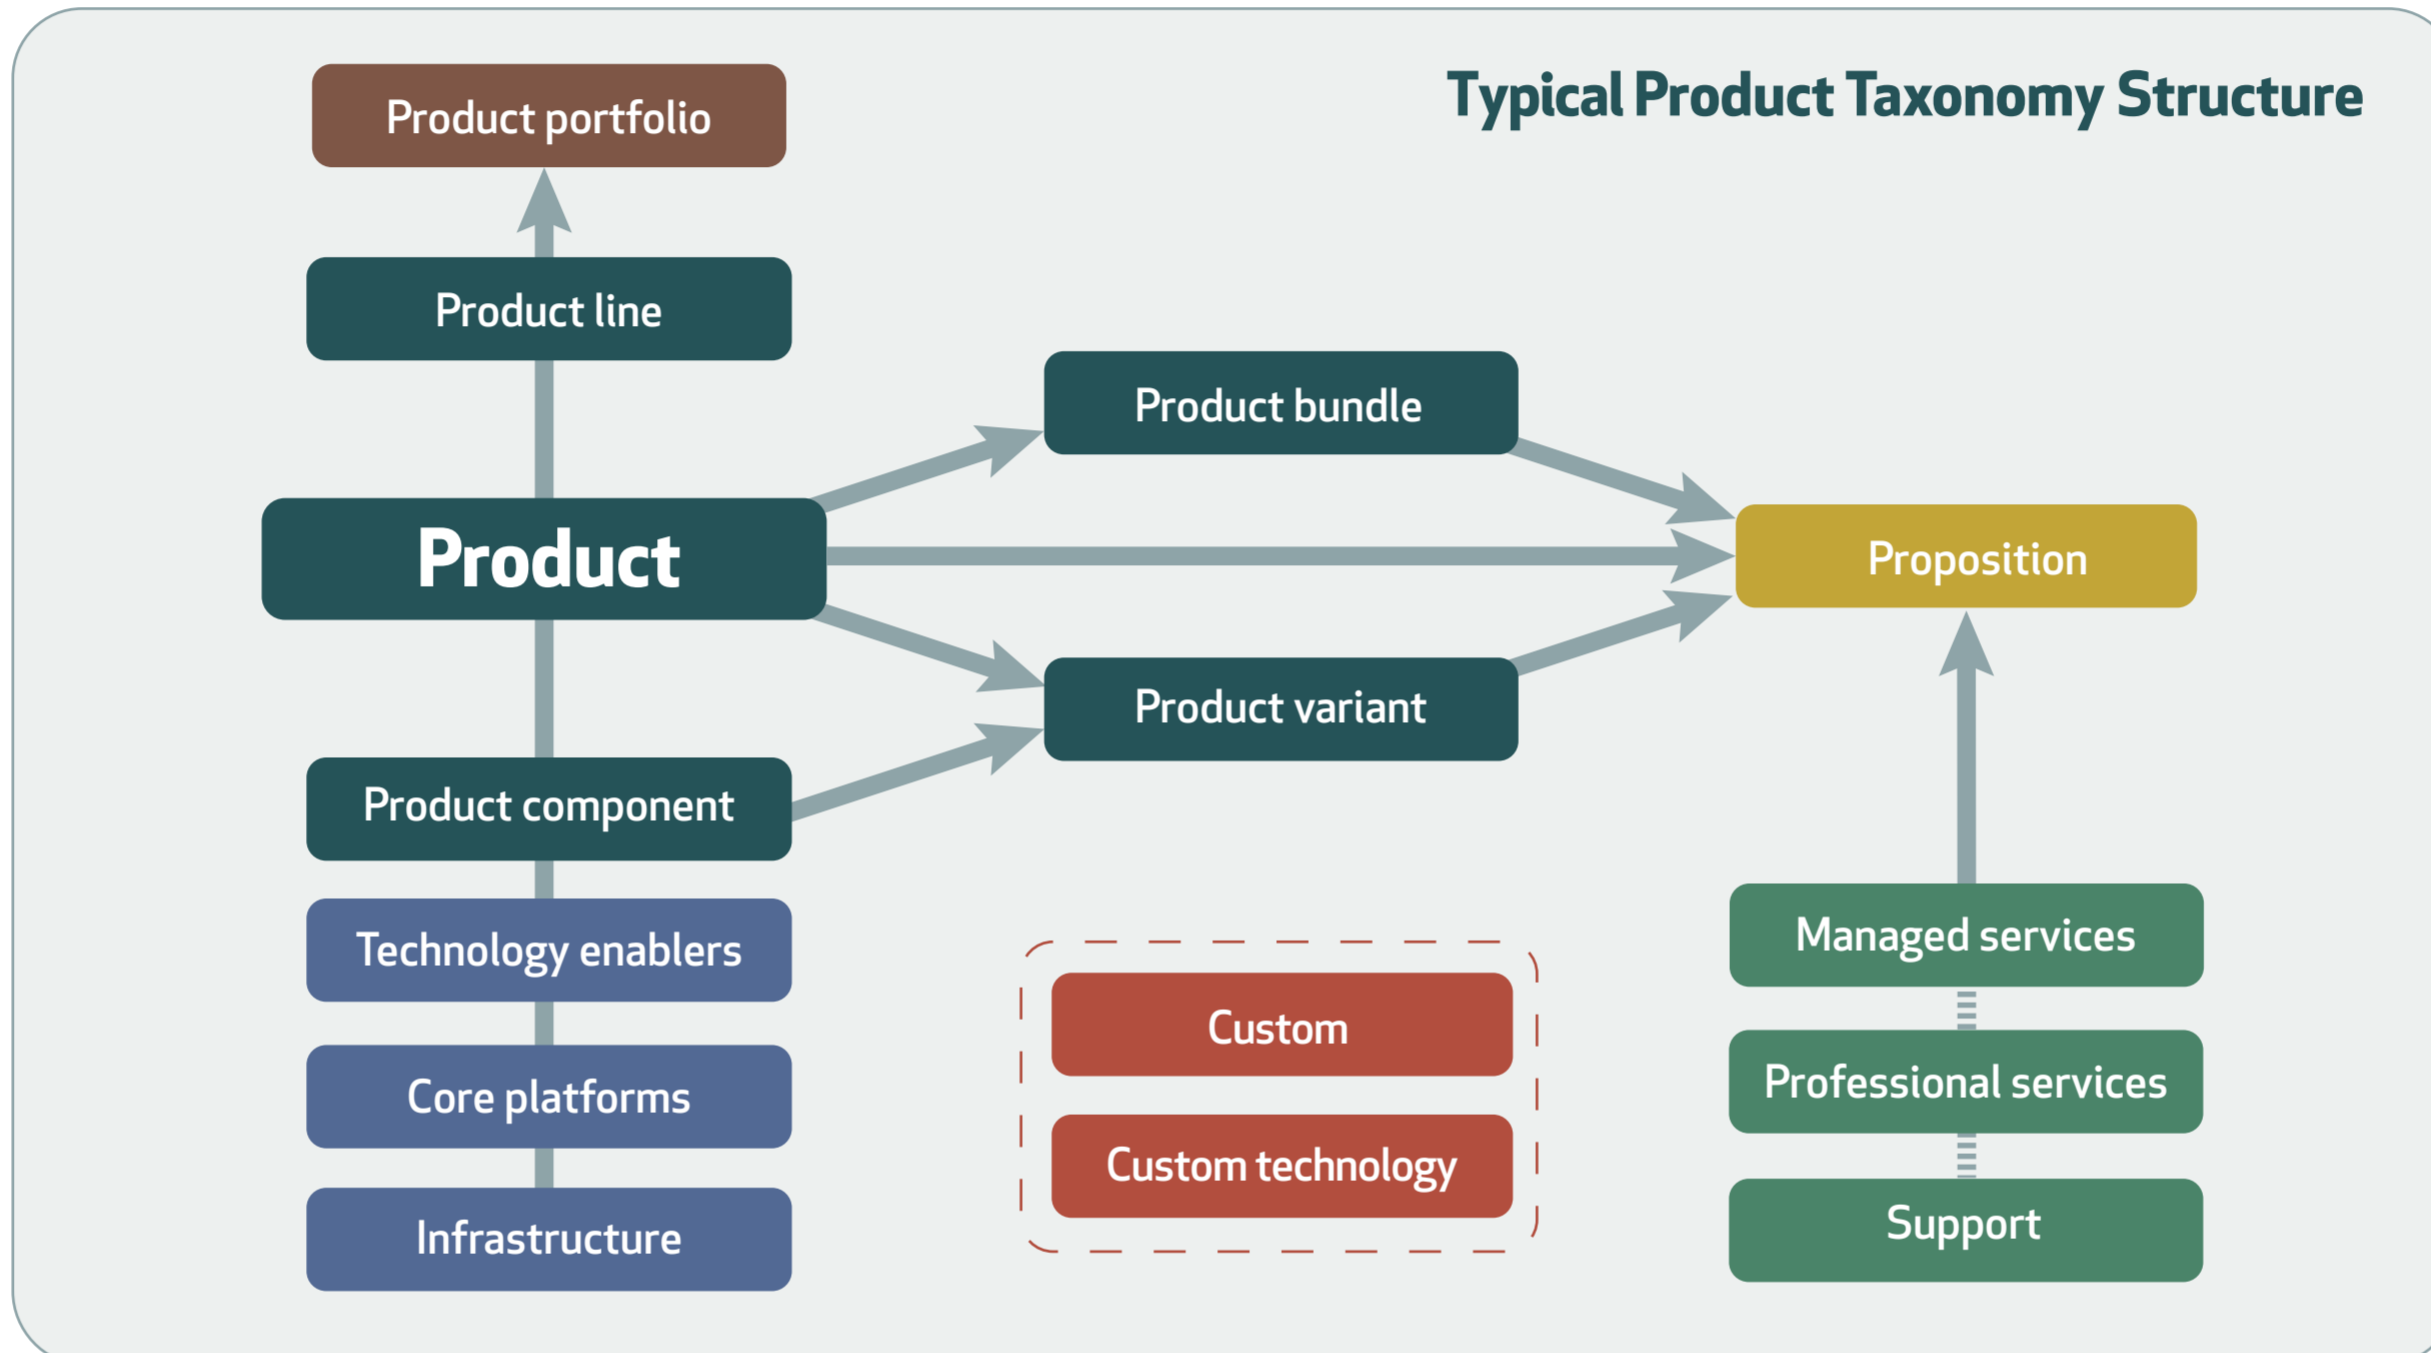 Typical Product Taxonomy Structure
Product portfolio
Product line
Product bundle
Product
Proposition
Product variant
Product component
Technology enablers
Managed services
Custom
Core platforms
Professional services
Custom technology
Infrastructure
Support